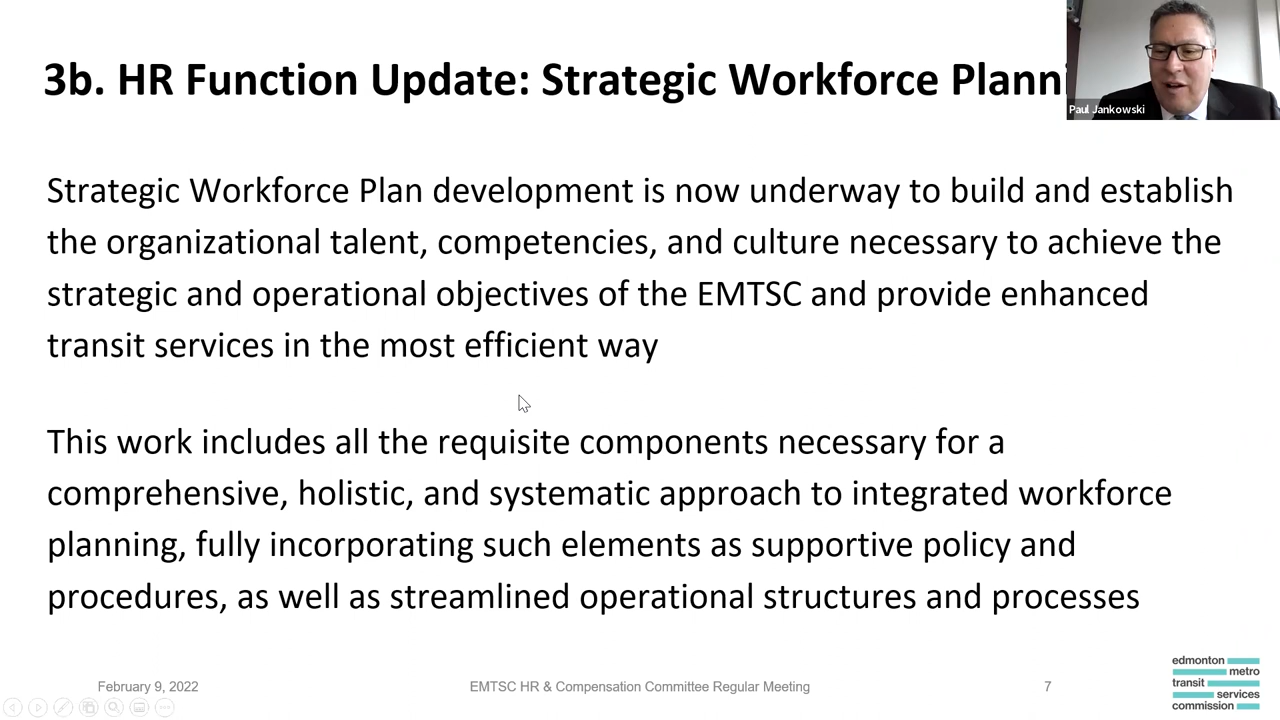 3b. HR Function Update: Strategic Workforce Planni
Paul Jankowski
Strategic Workforce Plan development is now underway to build and establish
the organizational talent, competencies, and culture necessary to achieve the
strategic and operational objectives of the EMTSC and provide enhanced
transit services in the most efficient way
This work includes all the requisite components necessary for a
comprehensive, holistic, and systematic approach to integrated workforce
planning, fully incorporating such elements as supportive policy and
procedures, as well as streamlined operational structures and processes
February 9, 2022
EMTSC HR & Compensation Committee Regular Meeting
7
edmonton
metro
transit
services
commission